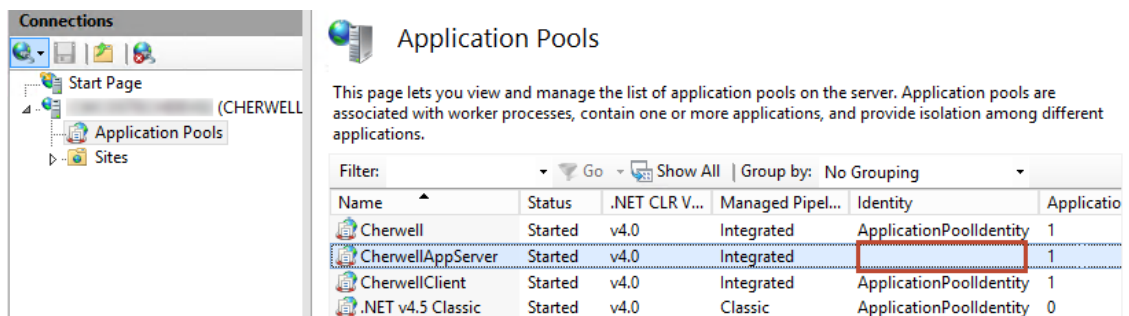 Connections
Start Page
(CHERWELL
Application Pools
Sites
Application Pools
This page lets you view and manage the list of application pools on the server. Application pools are
associated with worker processes, contain one or more applications, and provide isolation among different
applications.
Filter: Go Show All | Group by: No Grouping
Name Status .NET CLR V... Managed Pipel... Identity Applicatio
Cherwell Started v4.0 Integrated ApplicationPoolIdentity 1
CherwellAppServer Started v4.0 Integrated 1
CherwellClient Started v4.0 Integrated ApplicationPoolIdentity 1
.NET v4.5 Classic Started v4.0 Classic ApplicationPoolIdentity 0